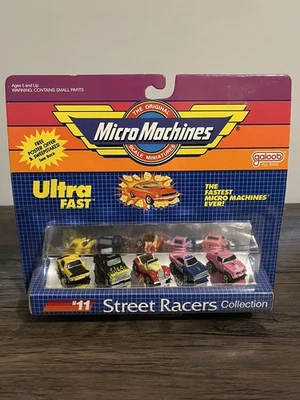 Ages 5 and Up
WARNING: CONTAINS SMALL PARTS
THE ORIGINAL
Micro Machines
SCALE MINIATURES
FREE
POSTER OFFER
& SWEEPSTAKES!
galoob
Ultra
FAST
THE
FASTEST
MICRO MACHINES
EVER!
#11 Street Racers Collection